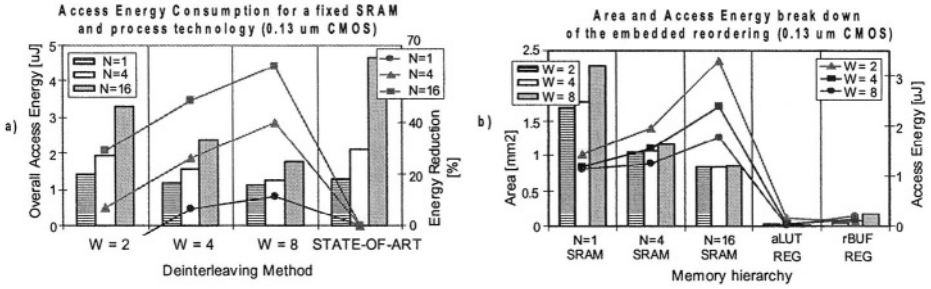 Access Energy Consumption for a fixed SRAM
and process technology (0.13 um CMOS)
a)
Overall Access Energy [uJ]
5
4
3
2
1
0
N=1
N=4
N=16
70
60
40
20
0
N=1
N=4
N=16
Energy Reduction
[%]
W = 2
W = 4
W = 8
STATE-OF-ART
Deinterleaving Method
Area and Access Energy break down
of the embedded reordering (0.13 um CMOS)
b)
Area [mm2]
2.5
2
1.5
1
0.5
0
W = 2
W = 4
W = 8
W = 2
W = 4
W = 8
3
2
1
0
Access Energy [uJ]
N=1
SRAM
N=4
SRAM
N=16
SRAM
aLUT
REG
rBUF
REG
Memory hierarchy